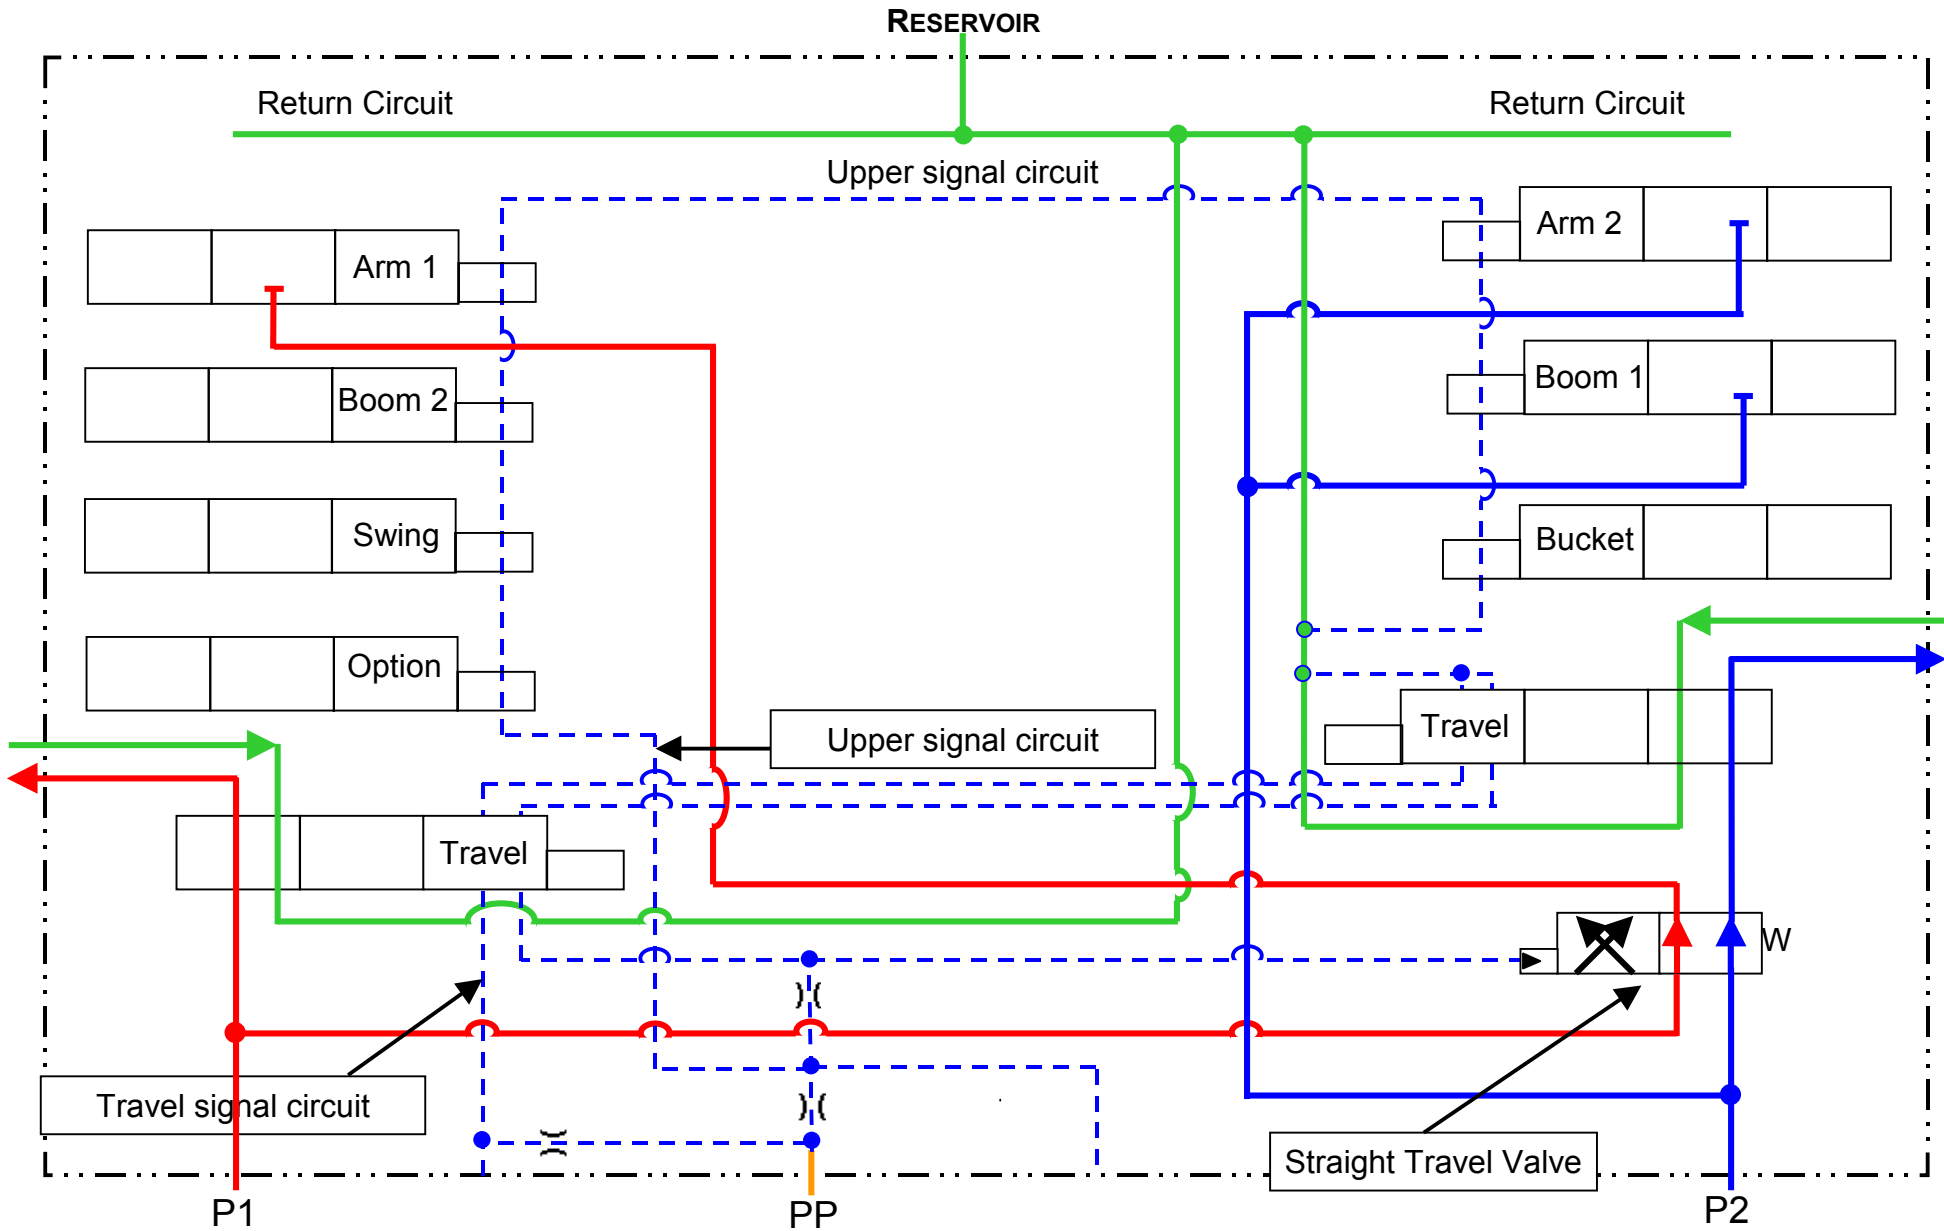 RESERVOIR
Return Circuit
Return Circuit
Upper signal circuit
Arm 2
Arm 1
Boom 1
Boom 2
Swing
Bucket
Option
Travel
Upper signal circuit
Travel
W
Travel signal circuit
Straight Travel Valve
P1
PP
P2